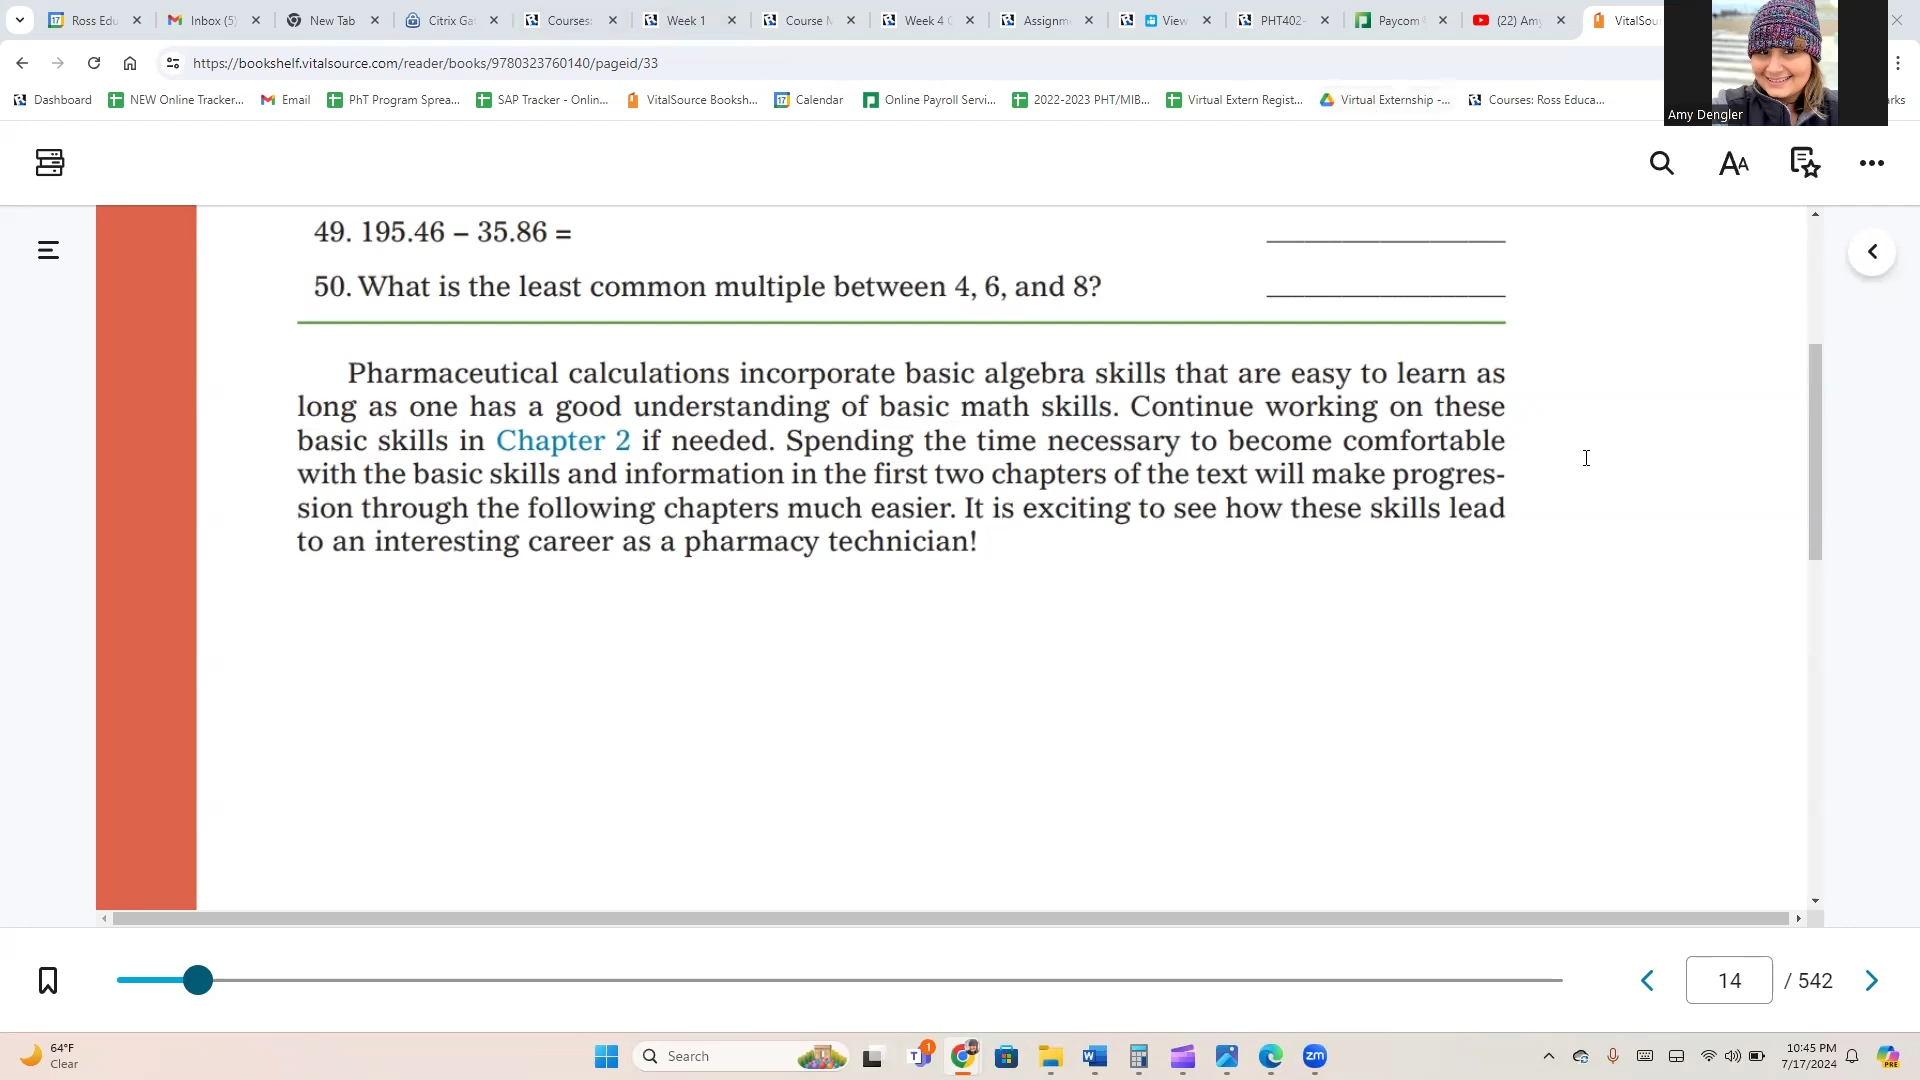 Ross Edu
Inbox (5)
New Tab
Citrix Ga
Courses:
Week 1
Course M
Week 4 C
Assignm
View
PHT402-
Paycom
(22) Amy
VitalSou
https://bookshelf.vitalsource.com/reader/books/9780323760140/pageid/33
Dashboard
NEW Online Tracker...
Email
PhT Program Sprea...
SAP Tracker - Onlin...
VitalSource Booksh...
Calendar
Online Payroll Servi...
2022-2023 PHT/MIB...
Virtual Extern Regist...
Virtual Externship -...
Courses: Ross Educa...
arks
Amy Dengler
49. 195.46 – 35.86 =
50. What is the least common multiple between 4, 6, and 8?
Pharmaceutical calculations incorporate basic algebra skills that are easy to learn as
long as one has a good understanding of basic math skills. Continue working on these
basic skills in Chapter 2 if needed. Spending the time necessary to become comfortable
with the basic skills and information in the first two chapters of the text will make progres-
sion through the following chapters much easier. It is exciting to see how these skills lead
to an interesting career as a pharmacy technician!
14 / 542
64°F
Clear
Search
1
zm
10:45 PM
7/17/2024
PRE